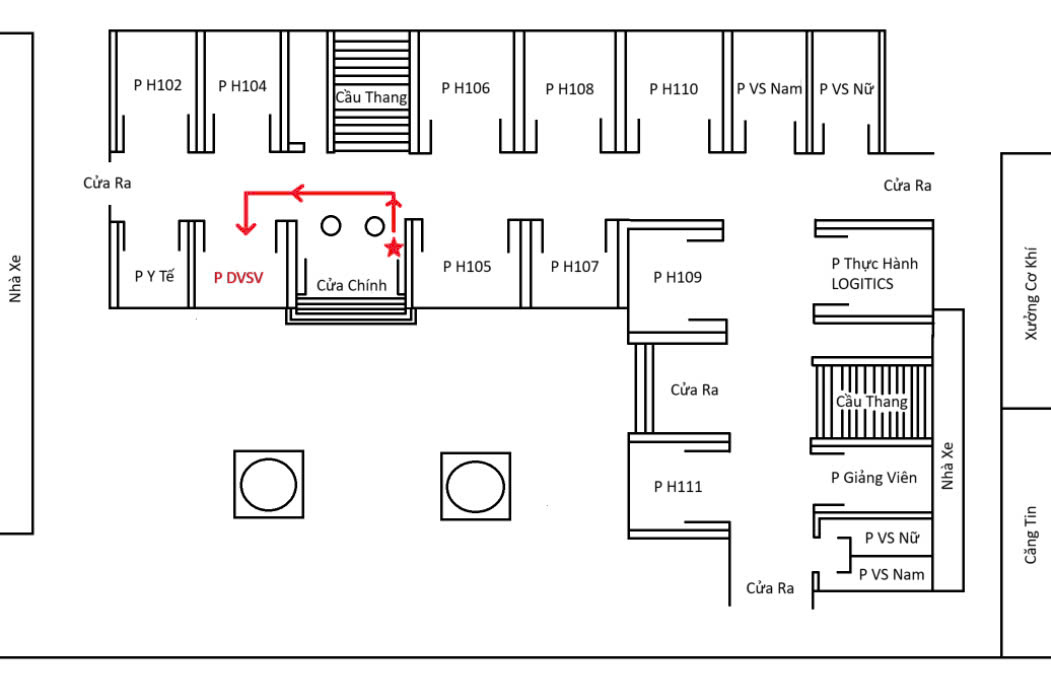 P H102
P H104
Cầu Thang
P H106
P H108
P H110
P VS Nam
P VS Nữ
Cửa Ra
Cửa Ra
Nhà Xe
P Y Tế
P DVSV
Cửa Chính
P H105
P H107
P H109
P Thực Hành
LOGITICS
Xưởng Cơ Khí
Cửa Ra
Cầu Thang
P H111
P Giảng Viên
Nhà Xe
P VS Nữ
P VS Nam
Cửa Ra
Căng Tin